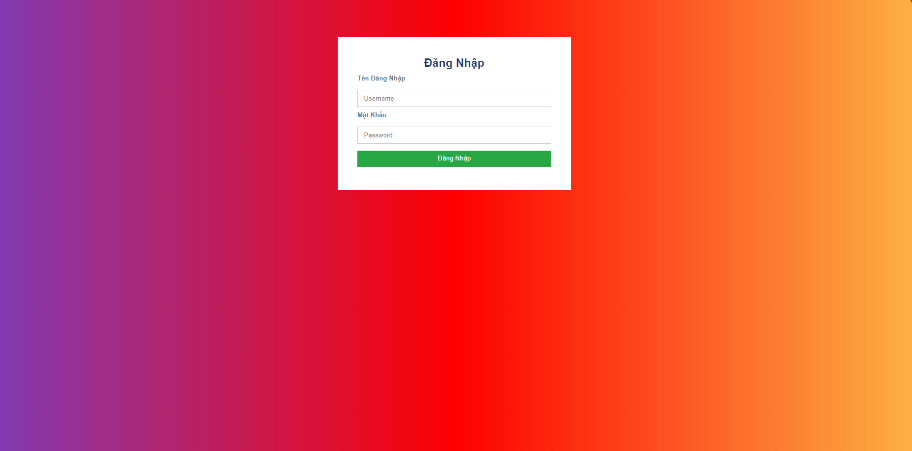 Đăng Nhập
Tên Đăng Nhập
Username
Mật Khẩu
Password
Đăng Nhập